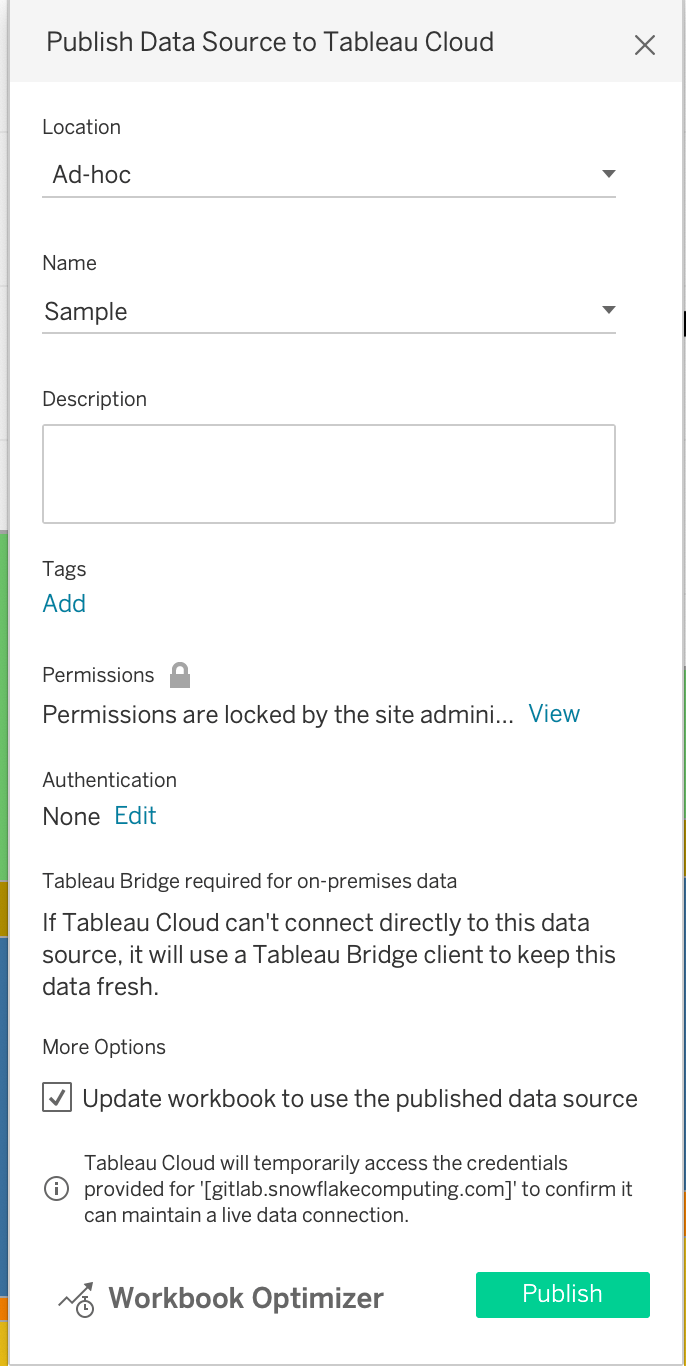 Publish Data Source to Tableau Cloud
Location
Ad-hoc
Name
Sample
Description
Tags
Add
Permissions
Permissions are locked by the site admini... View
Authentication
None Edit
Tableau Bridge required for on-premises data
If Tableau Cloud can't connect directly to this data
source, it will use a Tableau Bridge client to keep this
data fresh.
More Options
Update workbook to use the published data source
Tableau Cloud will temporarily access the credentials
provided for '[gitlab.snowflakecomputing.com]' to confirm it
can maintain a live data connection.
Workbook Optimizer
Publish